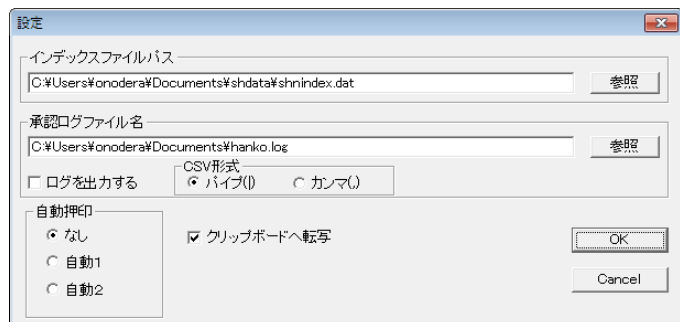 設定
インデックスファイルパス
C:¥Users¥onodera¥Documents¥shdata¥shnindex.dat
参照
承認ログファイル名
C:¥Users¥onodera¥Documents¥hanko.log
参照
ログを出力する
CSV形式
パイプ(|)
カンマ(,)
自動押印
なし
クリップボードへ転写
OK
自動1
Cancel
自動2